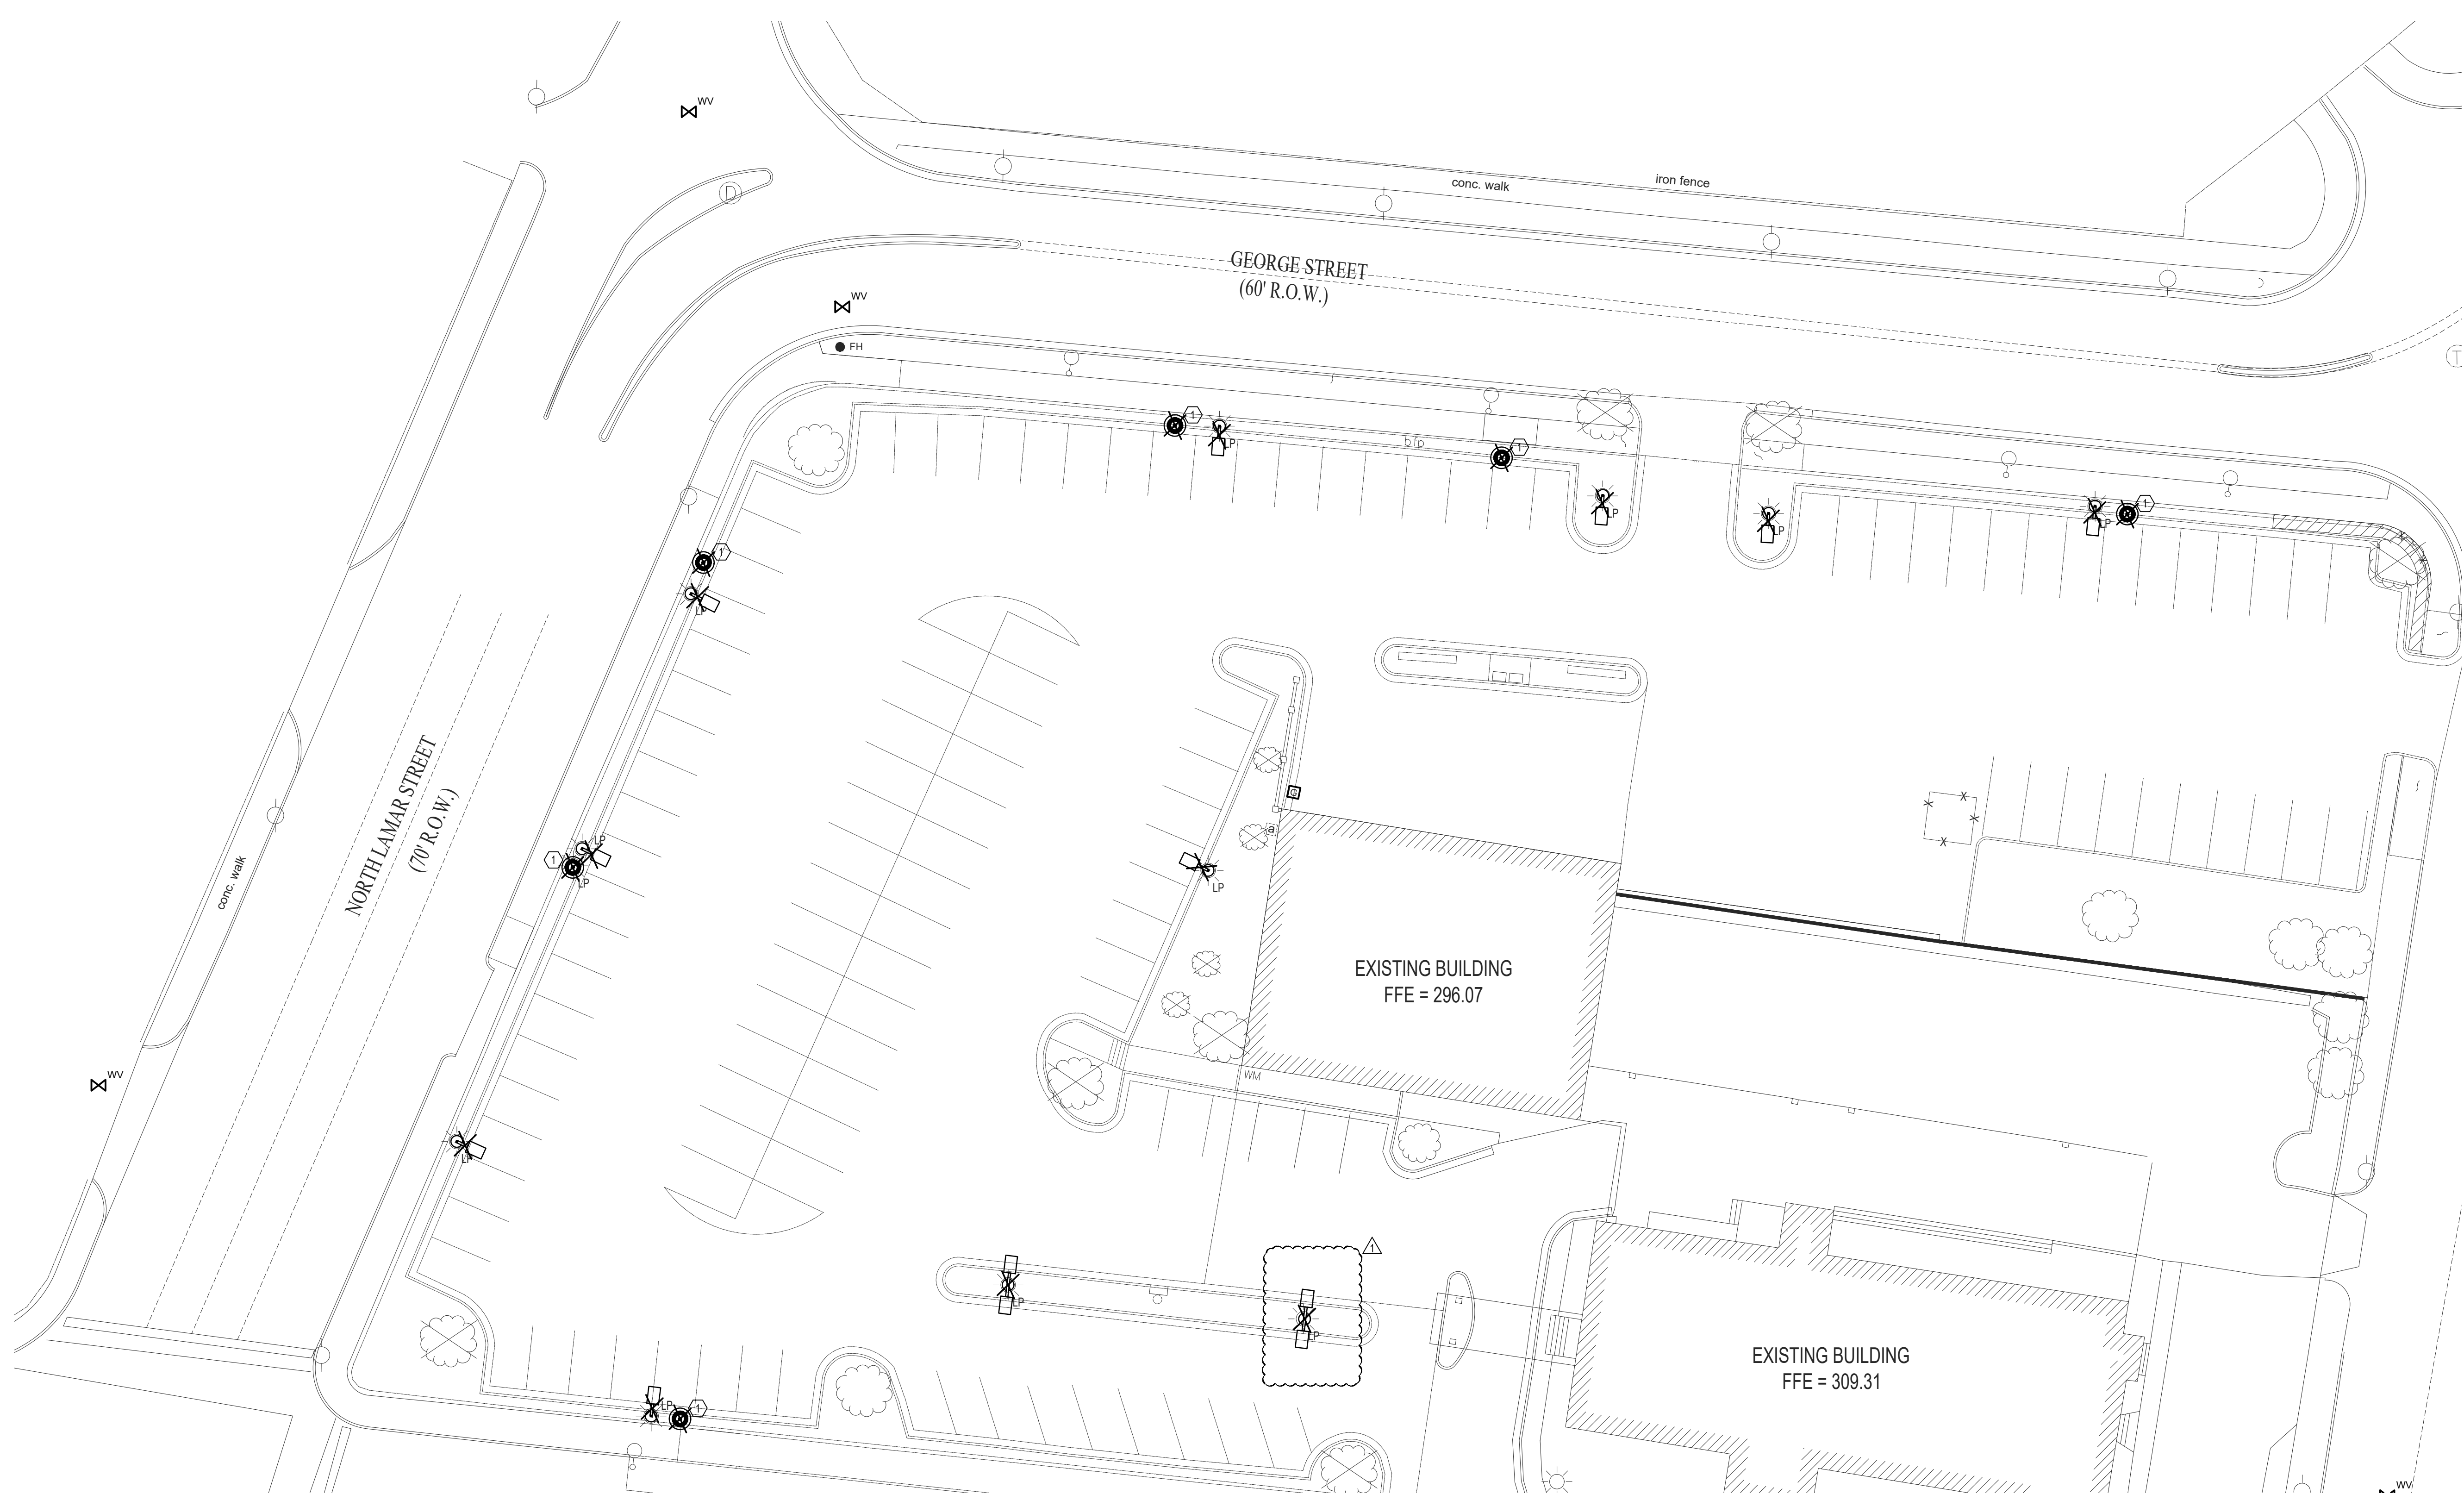 WV
D
conc. walk
iron fence
GEORGE STREET
(60' R.O.W.)
WV
FH
T
1
LP
bfp
1
LP
LP
LP
1
1
LP
NORTH LAMAR STREET
(70' R.O.W.)
conc. walk
G
a
LP
1
LP
LP
X
X
X
X
EXISTING BUILDING
FFE = 296.07
WV
WM
LP
1
LP
LP
EXISTING BUILDING
FFE = 309.31
LP
1
WV